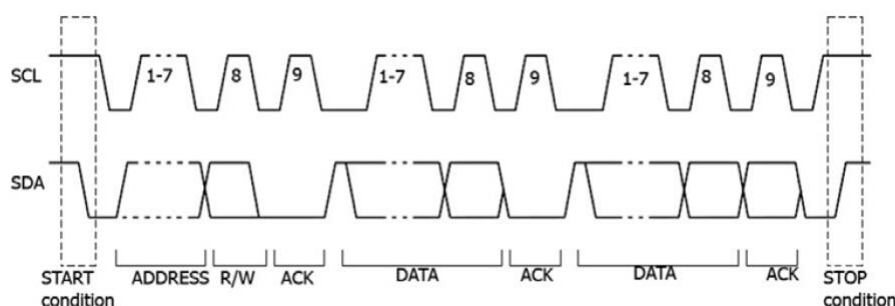 SCL 1-7 8 9 1-7 8 9 1-7 8 9
SDA
START condition ADDRESS R/W ACK DATA ACK DATA ACK STOP condition